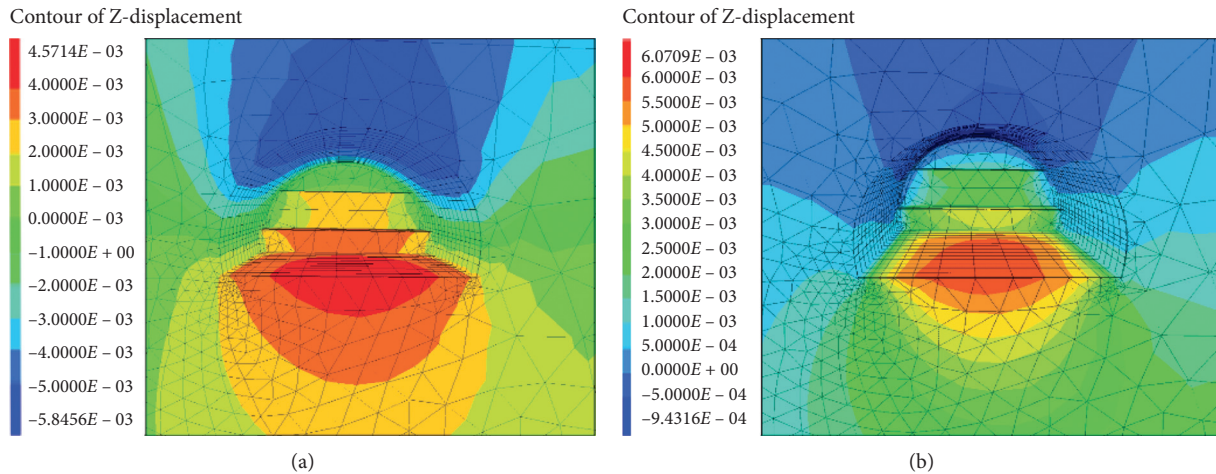 Contour of Z-displacement
4.5714E – 03
4.0000E – 03
3.0000E – 03
2.0000E – 03
1.0000E – 03
0.0000E – 03
−1.0000E + 00
−2.0000E – 03
−3.0000E – 03
−4.0000E – 03
−5.0000E – 03
−5.8456E – 03
(a)
Contour of Z-displacement
6.0709E – 03
6.0000E – 03
5.5000E – 03
5.0000E – 03
4.5000E – 03
4.0000E – 03
3.5000E – 03
3.0000E – 03
2.5000E – 03
2.0000E – 03
1.5000E – 03
1.0000E – 03
5.0000E – 04
0.0000E + 00
−5.0000E – 04
−9.4316E – 04
(b)